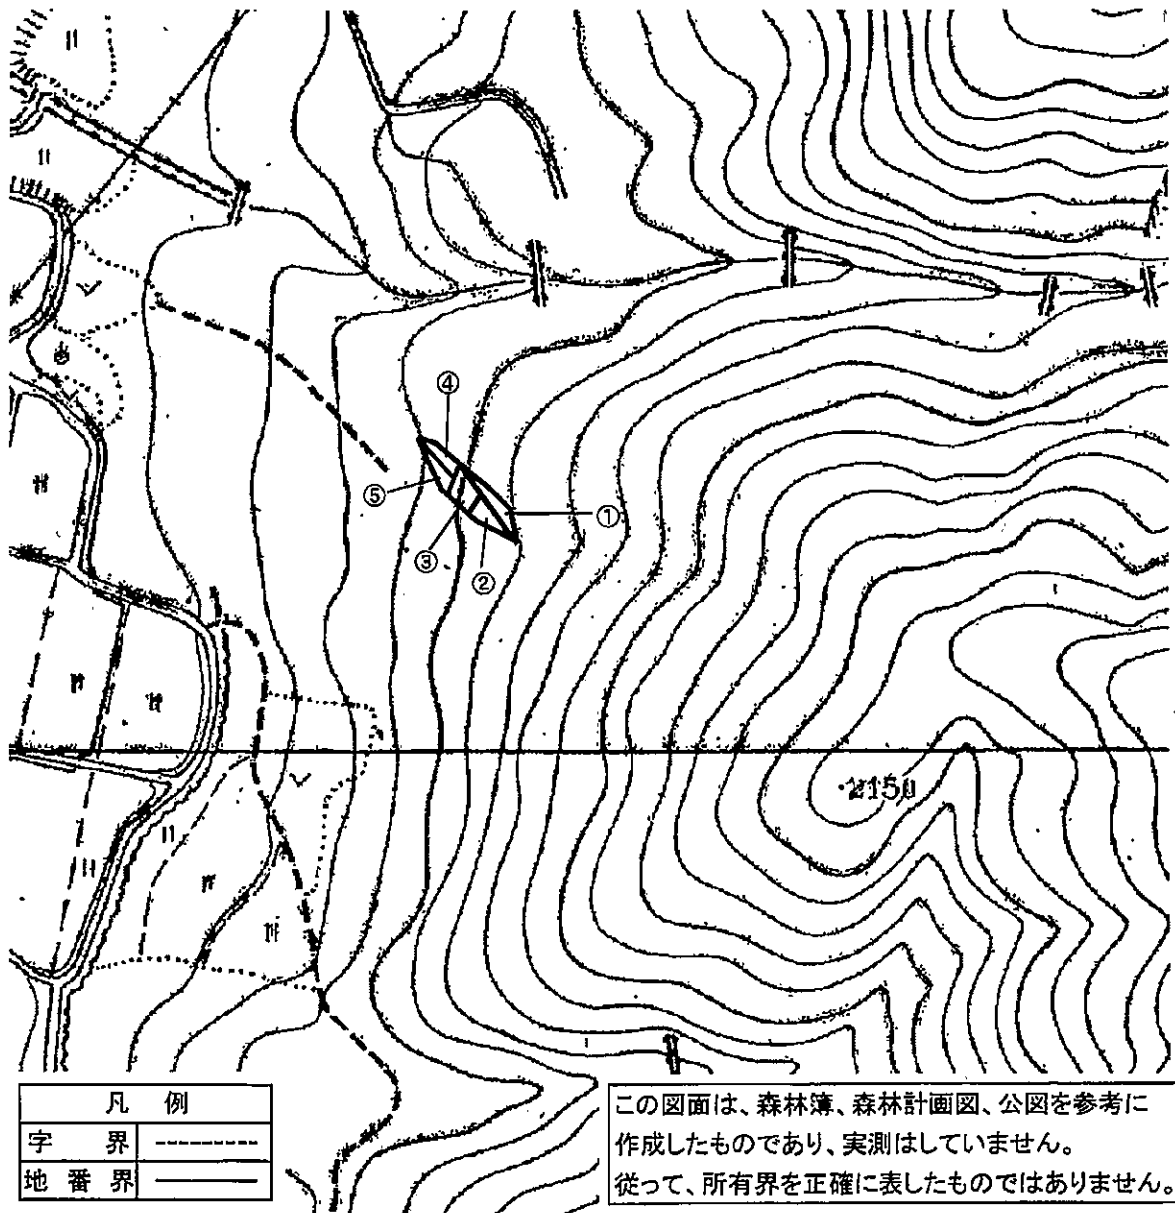 ④
⑤
①
③
②
凡 例
字 界
地 番 界
この図面は、森林簿、森林計画図、公図を参考に
作成したものであり、実測はしていません。
従って、所有界を正確に表したものではありません。